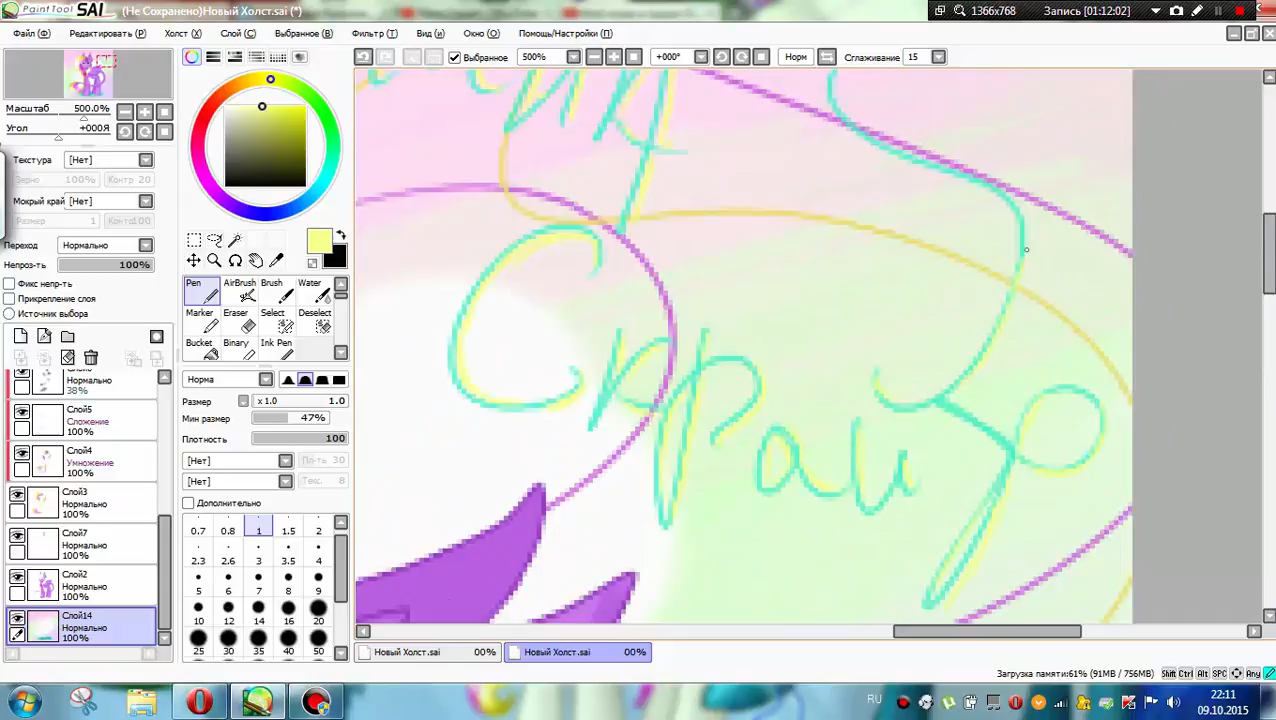 PaintTool SAI (Не Сохранено)Новый Холст.sai (*)
1366x768 Запись [01:12:02]
Файл (Ф) Редактировать (Р) Холст (Х) Слой (С) Выбранное (В) Фильтр (Т) Вид (и) Окно (О) Помощь/Настройки (П)
Выбранное 500% +000° Норм Сглаживание 15
Масштаб 500.0%
Угол +000Я
Текстура [Нет]
Верно 100% Контр 20
Мокрый край [Нет]
Размер 1 Конто100
Переход Нормально
Непроз-ть 100%
Фикс непр-ть
Прикрепление слоя
Источник выбора
Нормально
38%
Слой5
Сложение
100%
Слой4
Умножение
100%
Слой3
Нормально
100%
Слой7
Нормально
100%
Слой2
Нормально
100%
Слой14
Нормально
100%
Pen AirBrush Brush Water
Marker Eraser Select Deselect
Bucket Binary Ink Pen
Норма
Размер x 1.0 1.0
Мин размер 47%
Плотность 100
[Нет] Пл-ть 30
[Нет] Текс. 8
Дополнительно
0.7 0.8 1 1.5 2
2.3 2.6 3 3.5 4
5 6 7 8 9
10 12 14 16 20
25 30 35 40 50
Новый Холст.sai 00% Новый Холст.sai 00%
Загрузка памяти:61% (91MB / 756MB) Shift Ctrl Alt SPC Any
RU 22:11
09.10.2015